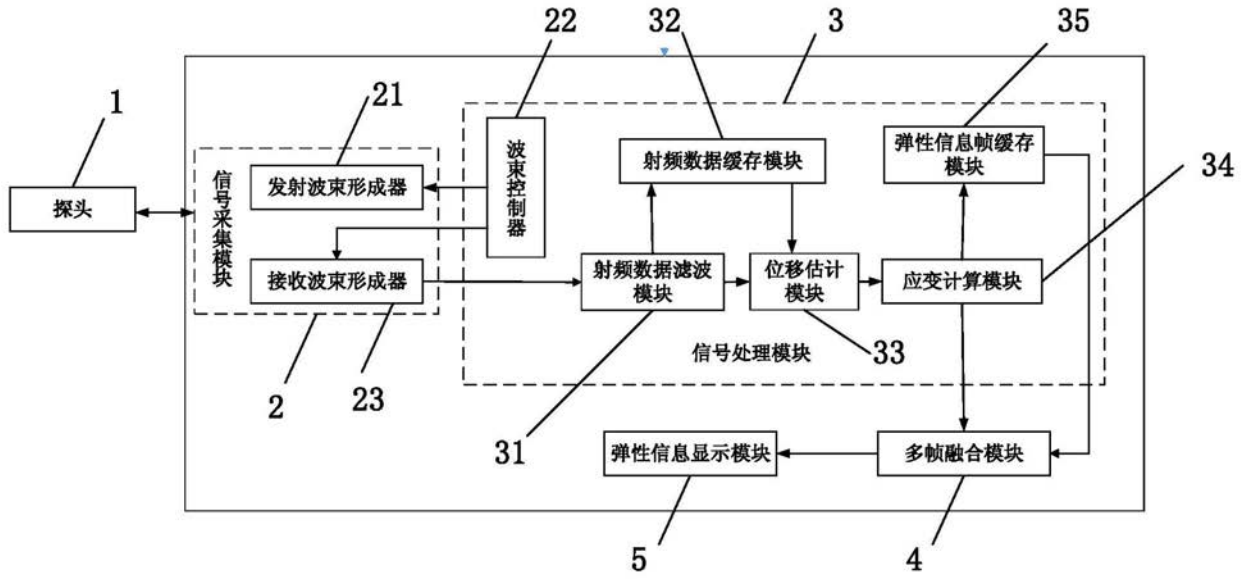 22
32
3
35
21
1
34
波束控制器
射频数据缓存模块
弹性信息帧缓存
模块
信号采集模块
发射波束形成器
探头
接收波束形成器
射频数据滤波
模块
位移估计
模块
应变计算模块
信号处理模块
33
2
23
31
弹性信息显示模块
多帧融合模块
5
4